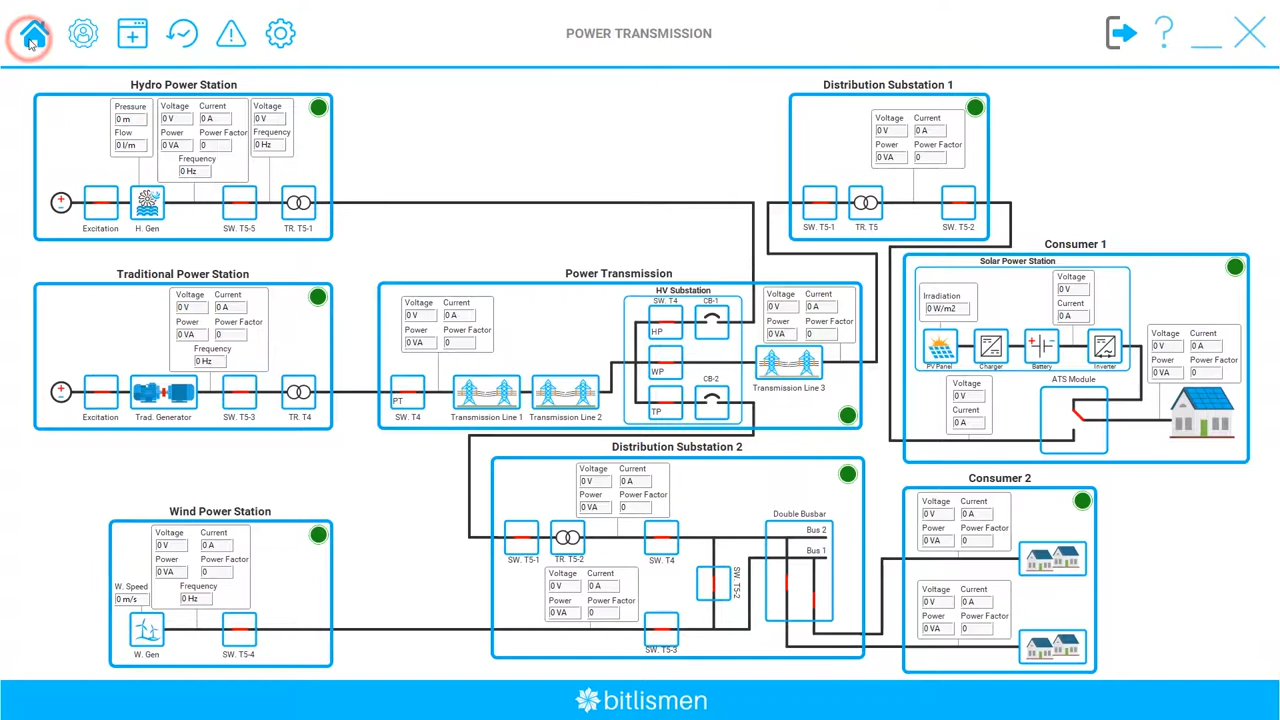 POWER TRANSMISSION
?
Hydro Power Station
Pressure
0 m
Flow
0 l/m
Voltage Current
0 V 0 A
Power Power Factor
0 VA 0
Frequency
0 Hz
Voltage
0 V
Frequency
0 Hz
Excitation H. Gen SW. T5-5 TR. T5-1
Distribution Substation 1
Voltage Current
0 V 0 A
Power Power Factor
0 VA 0
SW. T5-1 TR. T5 SW. T5-2
Traditional Power Station
Voltage Current
0 V 0 A
Power Power Factor
0 VA 0
Frequency
0 Hz
Excitation Trad. Generator SW. T5-3 TR. T4
Power Transmission
Voltage Current
0 V 0 A
Power Power Factor
0 VA 0
PT
SW. T4 Transmission Line 1 Transmission Line 2
HV Substation
SW. T4 CB-1
HP
WP
CB-2
TP
Voltage Current
0 V 0 A
Power Power Factor
0 VA 0
Transmission Line 3
Consumer 1
Solar Power Station
Irradiation
0 W/m2
Voltage
0 V
Current
0 A
PV Panel Charger Battery Inverter
Voltage
0 V
Current
0 A
ATS Module
Voltage Current
0 V 0 A
Power Power Factor
0 VA 0
Distribution Substation 2
Voltage Current
0 V 0 A
Power Power Factor
0 VA 0
SW. T5-1 TR. T5-2 SW. T4
Voltage Current
0 V 0 A
Power Power Factor
0 VA 0
SW. T5-2
SW. T5-3
Double Busbar
Bus 2
Bus 1
Consumer 2
Voltage Current
0 V 0 A
Power Power Factor
0 VA 0
Voltage Current
0 V 0 A
Power Power Factor
0 VA 0
Wind Power Station
Voltage Current
0 V 0 A
Power Power Factor
0 VA 0
Frequency
0 Hz
W. Speed
0 m/s
W. Gen SW. T5-4
bitlismen